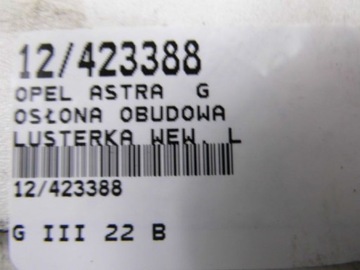 12/423388
OPEL ASTRA G
OSŁONA OBUDOWA
LUSTERKA WEW. L
12/423388
G III 22 B